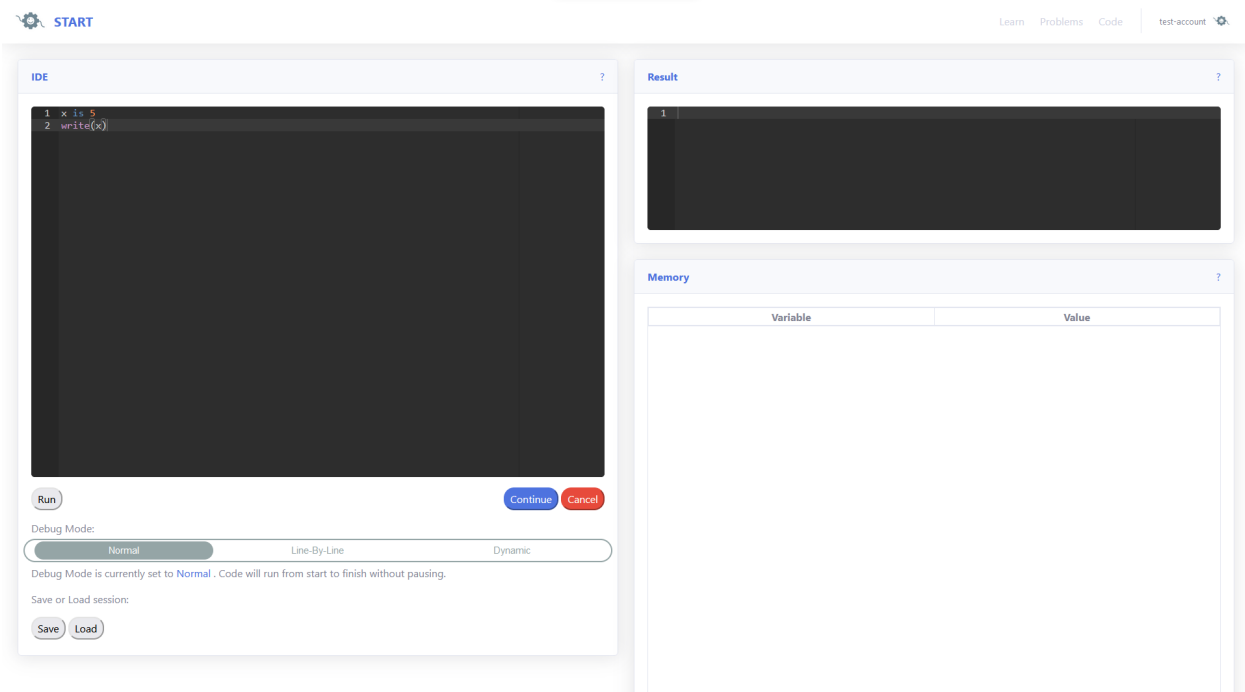 START
Learn Problems Code test-account
IDE ?
1 x is 5
2 write(x)
Run Continue Cancel
Debug Mode:
Normal Line-By-Line Dynamic
Debug Mode is currently set to Normal . Code will run from start to finish without pausing.
Save or Load session:
Save Load
Result ?
1
Memory ?
Variable Value